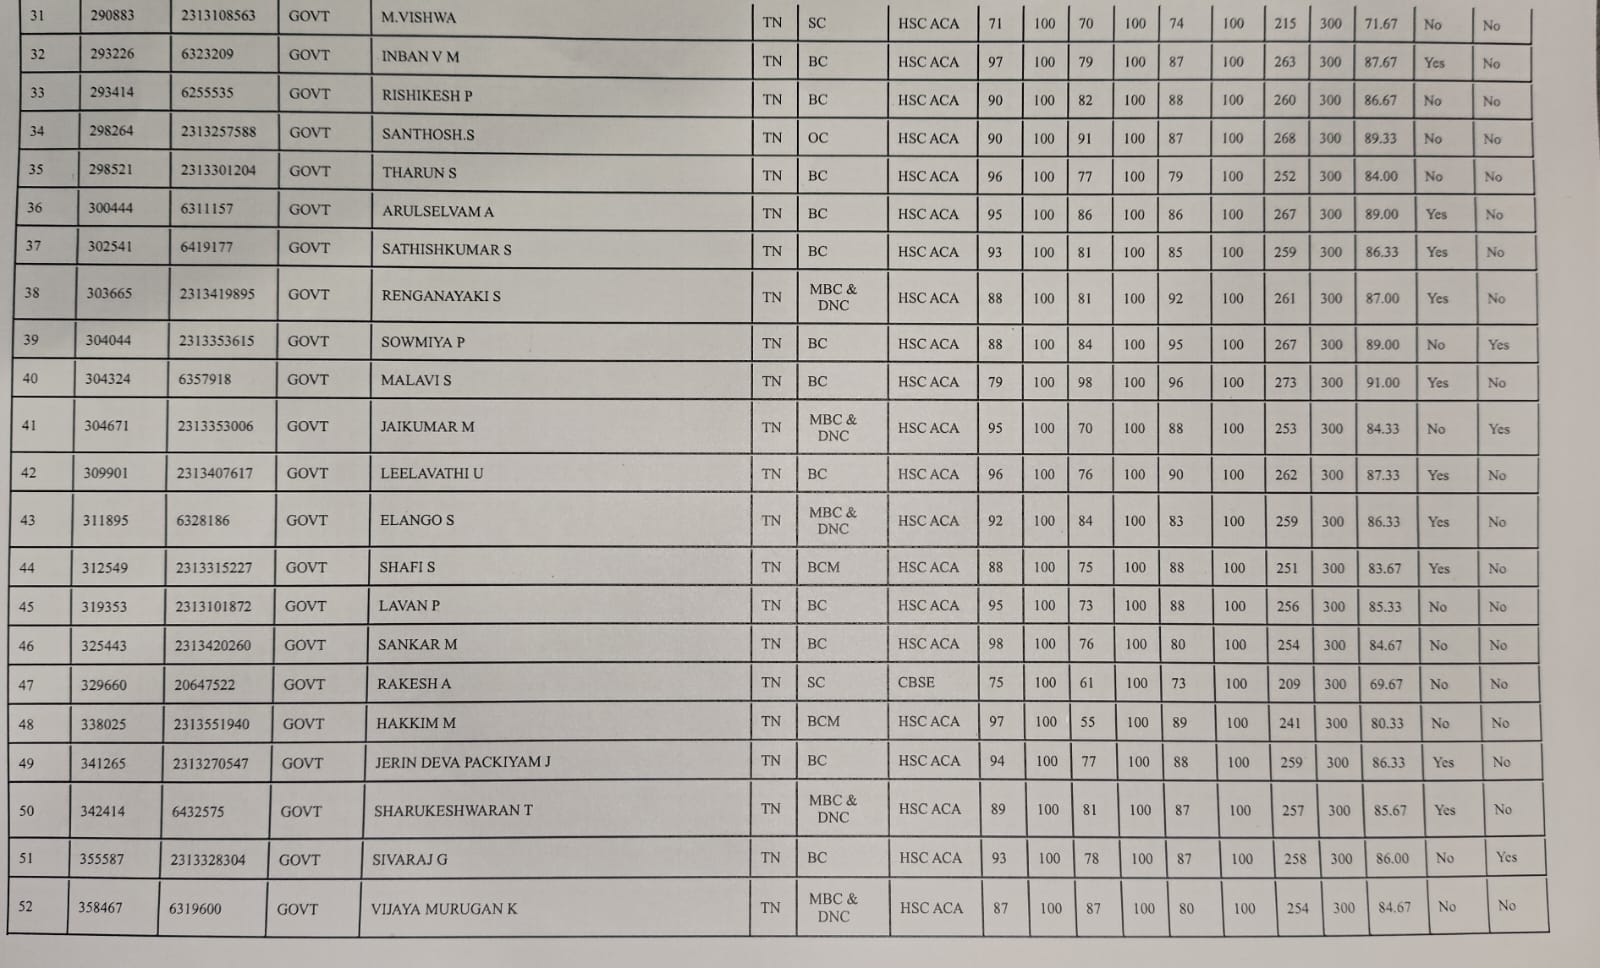 31 290883 2313108563 GOVT M.VISHWA TN SC HSC ACA 71 100 70 100 74 100 215 300 71.67 No No
32 293226 6323209 GOVT INBAN V M TN BC HSC ACA 97 100 79 100 87 100 263 300 87.67 Yes No
33 293414 6255535 GOVT RISHIKESH P TN BC HSC ACA 90 100 82 100 88 100 260 300 86.67 No No
34 298264 2313257588 GOVT SANTHOSH.S TN OC HSC ACA 90 100 91 100 87 100 268 300 89.33 No No
35 298521 2313301204 GOVT THARUN S TN BC HSC ACA 96 100 77 100 79 100 252 300 84.00 No No
36 300444 6311157 GOVT ARULSELVAM A TN BC HSC ACA 95 100 86 100 86 100 267 300 89.00 Yes No
37 302541 6419177 GOVT SATHISHKUMAR S TN BC HSC ACA 93 100 81 100 85 100 259 300 86.33 Yes No
38 303665 2313419895 GOVT RENGANAYAKI S TN MBC & DNC HSC ACA 88 100 81 100 92 100 261 300 87.00 Yes No
39 304044 2313353615 GOVT SOWMIYA P TN BC HSC ACA 88 100 84 100 95 100 267 300 89.00 No Yes
40 304324 6357918 GOVT MALAVI S TN BC HSC ACA 79 100 98 100 96 100 273 300 91.00 Yes No
41 304671 2313353006 GOVT JAIKUMAR M TN MBC & DNC HSC ACA 95 100 70 100 88 100 253 300 84.33 No Yes
42 309901 2313407617 GOVT LEELAVATHI U TN BC HSC ACA 96 100 76 100 90 100 262 300 87.33 Yes No
43 311895 6328186 GOVT ELANGO S TN MBC & DNC HSC ACA 92 100 84 100 83 100 259 300 86.33 Yes No
44 312549 2313315227 GOVT SHAFI S TN BCM HSC ACA 88 100 75 100 88 100 251 300 83.67 Yes No
45 319353 2313101872 GOVT LAVAN P TN BC HSC ACA 95 100 73 100 88 100 256 300 85.33 No No
46 325443 2313420260 GOVT SANKAR M TN BC HSC ACA 98 100 76 100 80 100 254 300 84.67 No No
47 329660 20647522 GOVT RAKESH A TN SC CBSE 75 100 61 100 73 100 209 300 69.67 No No
48 338025 2313551940 GOVT HAKKIM M TN BCM HSC ACA 97 100 55 100 89 100 241 300 80.33 No No
49 341265 2313270547 GOVT JERIN DEVA PACKIYAM J TN BC HSC ACA 94 100 77 100 88 100 259 300 86.33 Yes No
50 342414 6432575 GOVT SHARUKESHWARAN T TN MBC & DNC HSC ACA 89 100 81 100 87 100 257 300 85.67 Yes No
51 355587 2313328304 GOVT SIVARAJ G TN BC HSC ACA 93 100 78 100 87 100 258 300 86.00 No Yes
52 358467 6319600 GOVT VIJAYA MURUGAN K TN MBC & DNC HSC ACA 87 100 87 100 80 100 254 300 84.67 No No